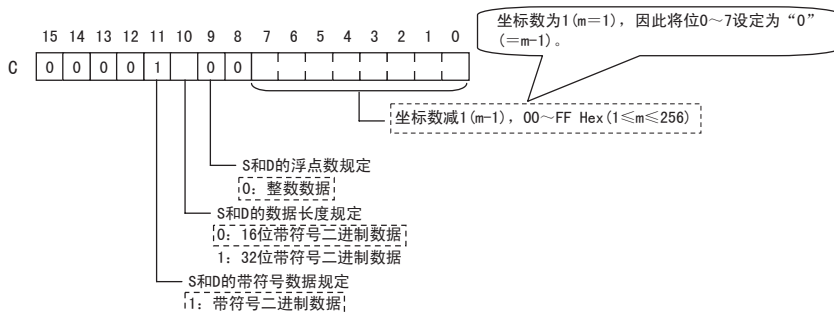 坐标数为1(m=1)，因此将位0～7设定为“0”
(=m-1)。
15 14 13 12 11 10 9 8 7 6 5 4 3 2 1 0
C 0 0 0 0 1 0 0
坐标数减1(m-1)，00～FF Hex(1≤m≤256)
S和D的浮点数规定
0：整数数据
S和D的数据长度规定
0：16位带符号二进制数据
1：32位带符号二进制数据
S和D的带符号数据规定
1：带符号二进制数据